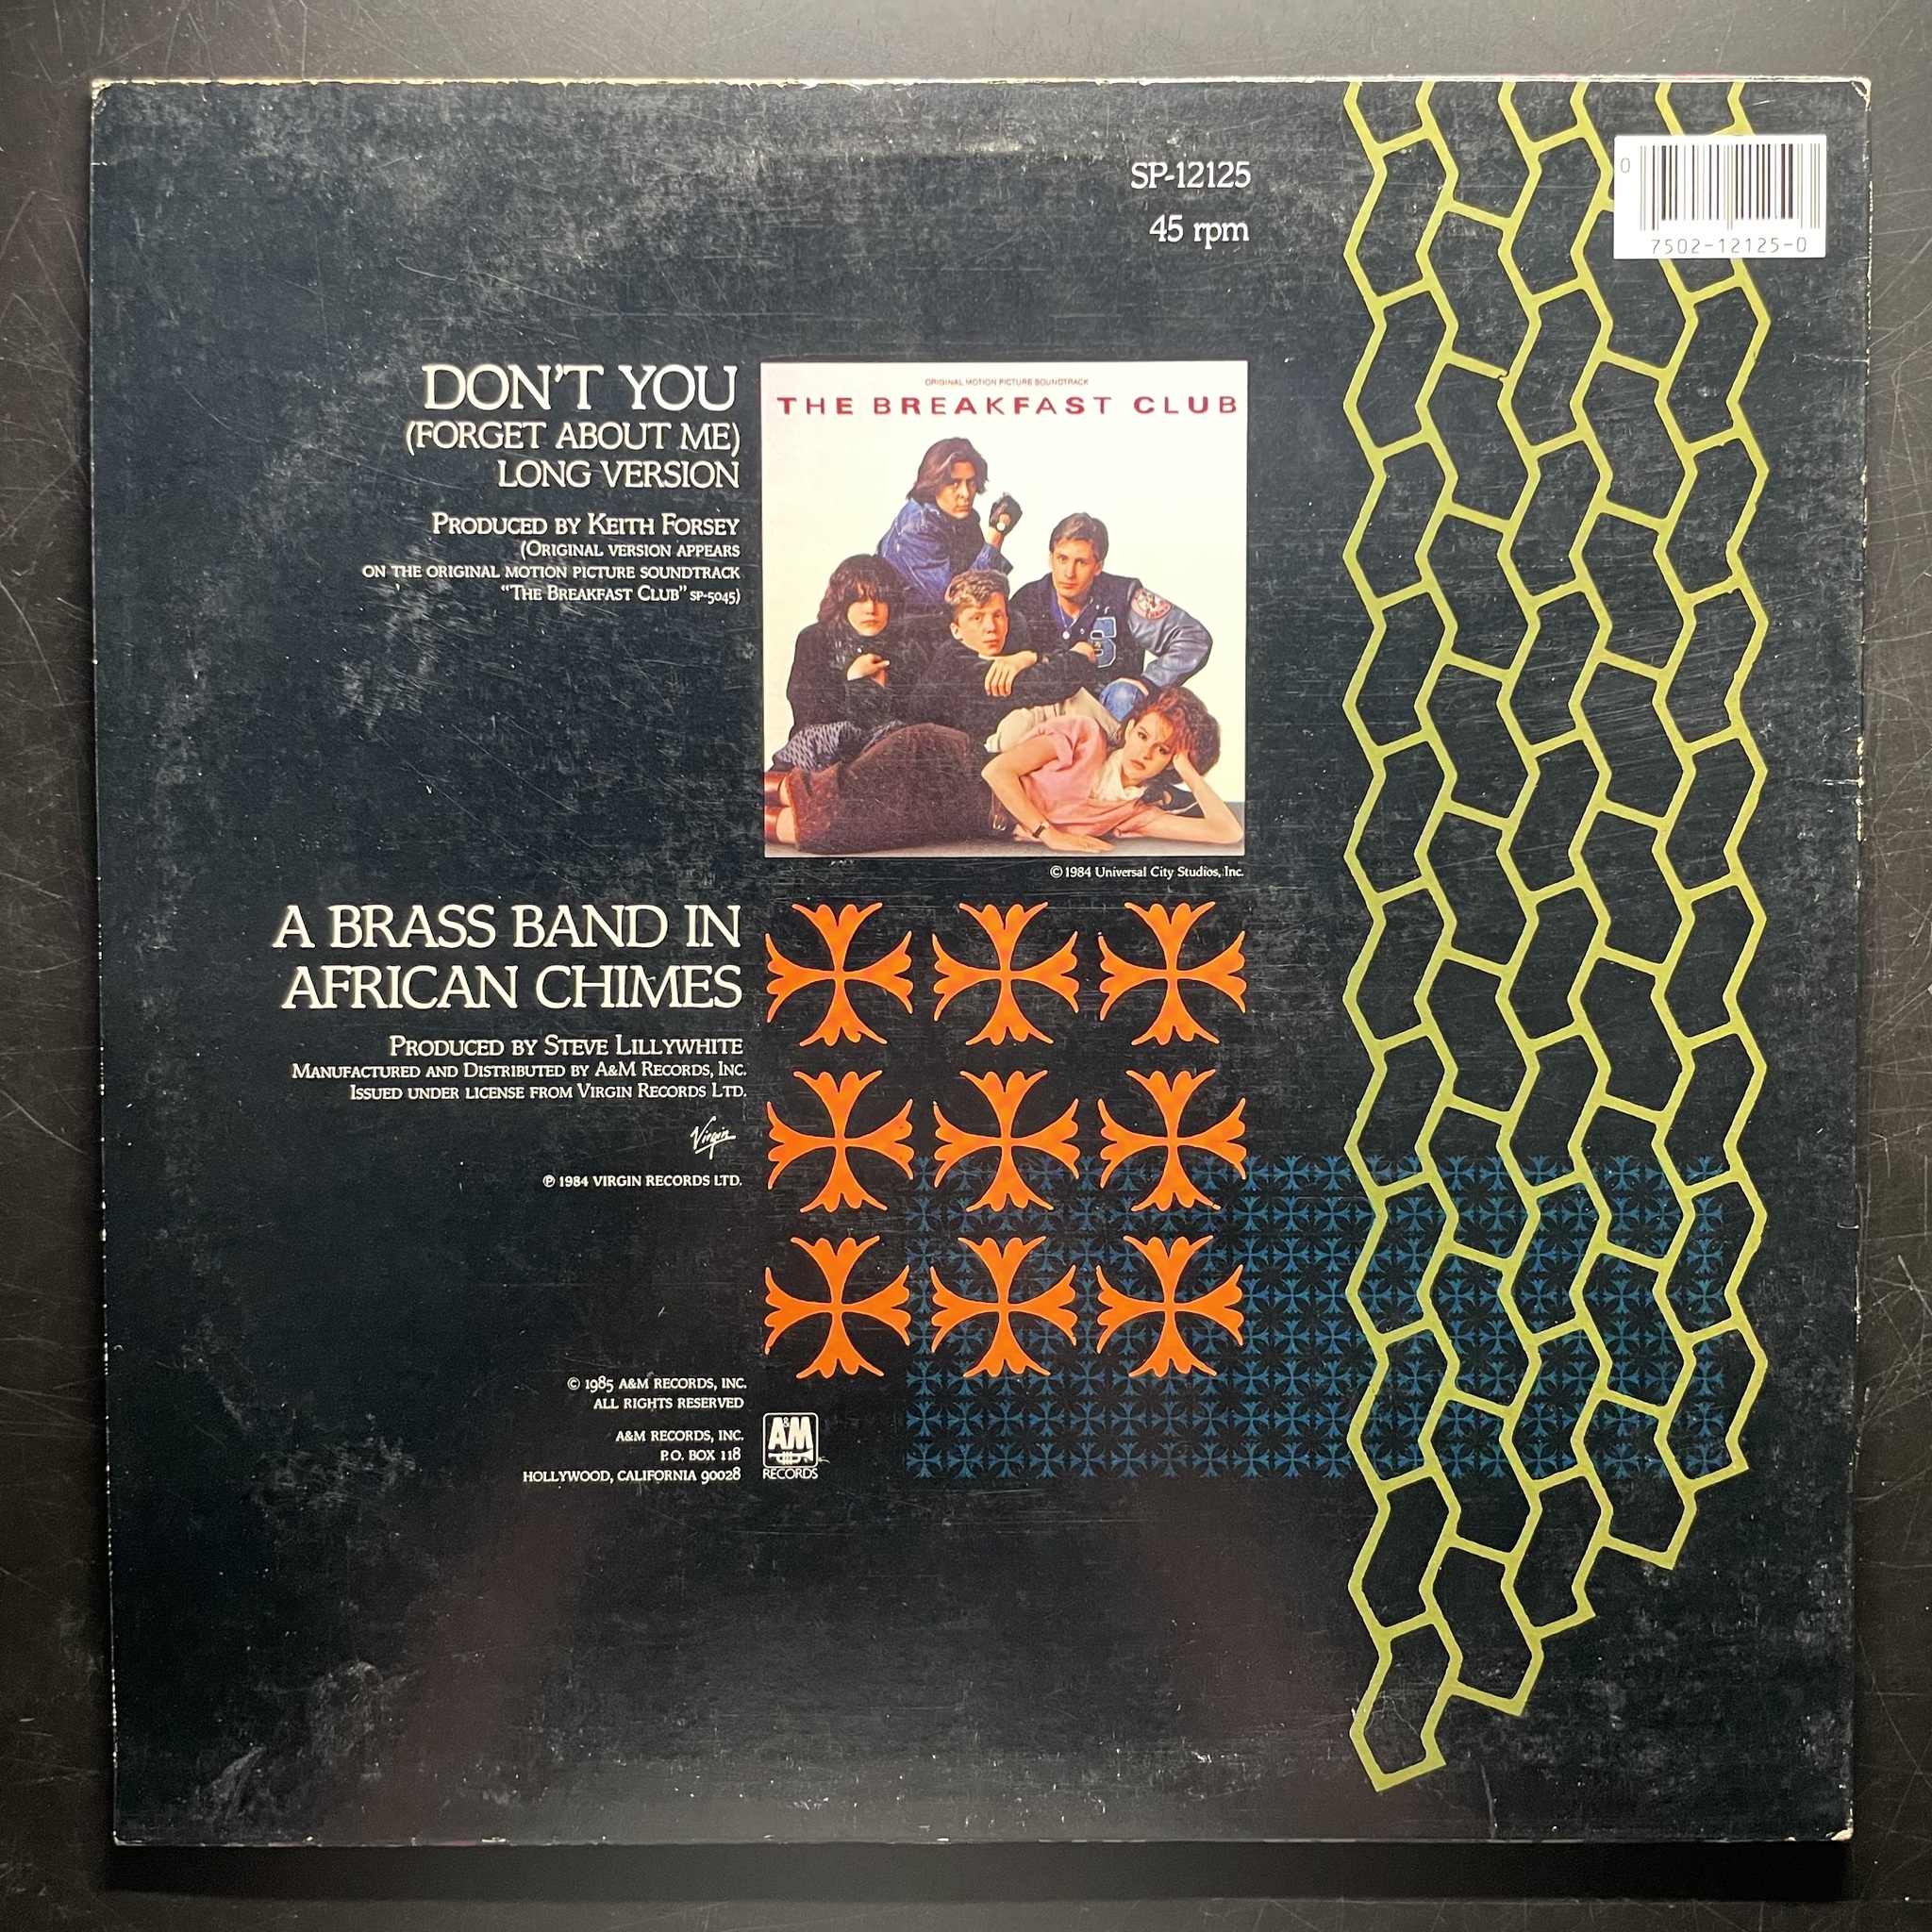 SP-12125
45 rpm
0
7502-12125-0
DON'T YOU
(FORGET ABOUT ME)
LONG VERSION
PRODUCED BY KEITH FORSEY
(ORIGINAL VERSION APPEARS
ON THE ORIGINAL MOTION PICTURE SOUNDTRACK
“THE BREAKFAST CLUB” SP-5045)
ORIGINAL MOTION PICTURE SOUNDTRACK
THE BREAKFAST CLUB
S
© 1984 Universal City Studios, Inc.
A BRASS BAND IN
AFRICAN CHIMES
PRODUCED BY STEVE LILLYWHITE
MANUFACTURED AND DISTRIBUTED BY A&M RECORDS, INC.
ISSUED UNDER LICENSE FROM VIRGIN RECORDS LTD.
Virgin
℗ 1984 VIRGIN RECORDS LTD.
© 1985 A&M RECORDS, INC.
ALL RIGHTS RESERVED
A&M RECORDS, INC.
P.O. BOX 118
HOLLYWOOD, CALIFORNIA 90028
A&M
RECORDS